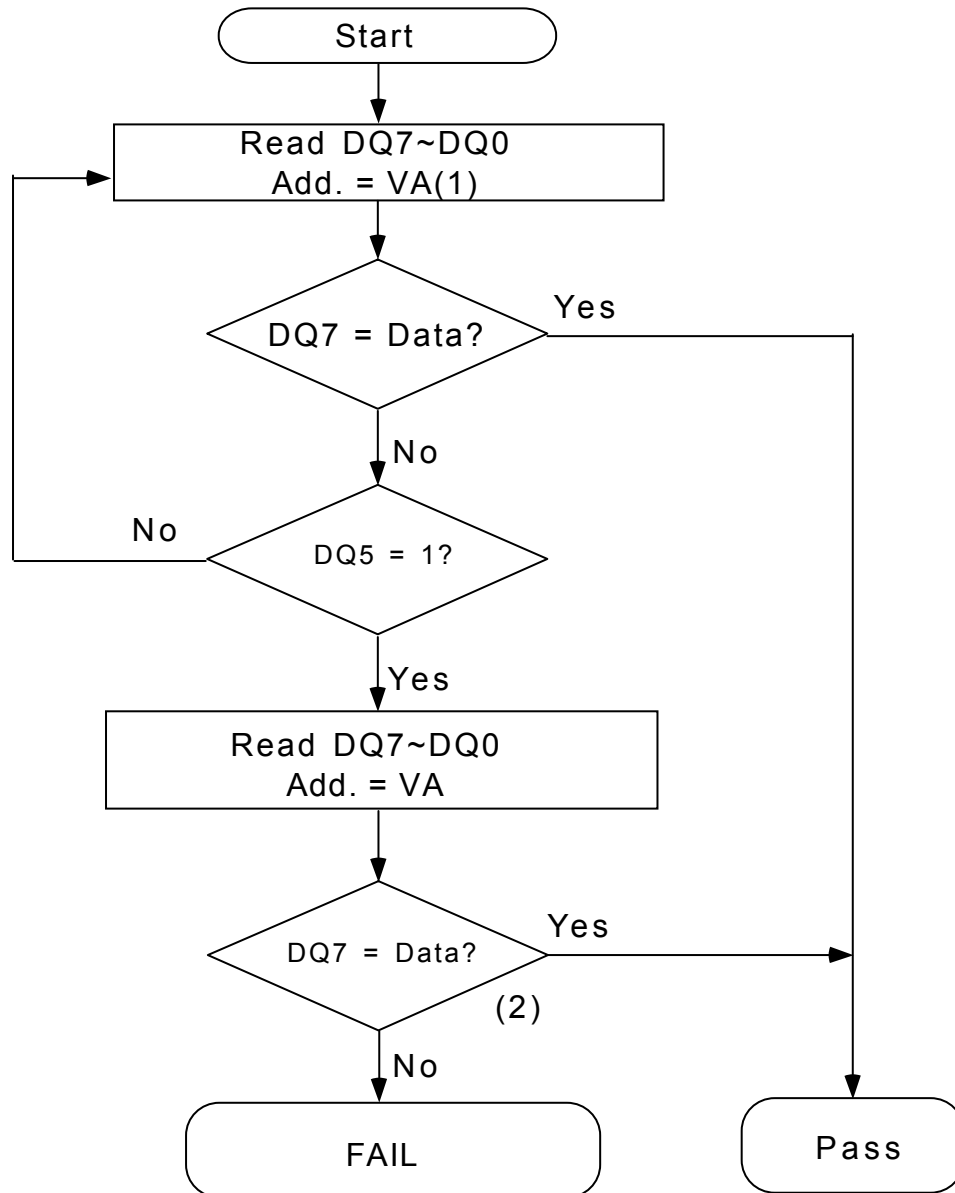 Start
Read DQ7~DQ0
Add. = VA(1)
DQ7 = Data?
Yes
No
DQ5 = 1?
No
Yes
Read DQ7~DQ0
Add. = VA
DQ7 = Data?
Yes
(2)
No
FAIL
Pass